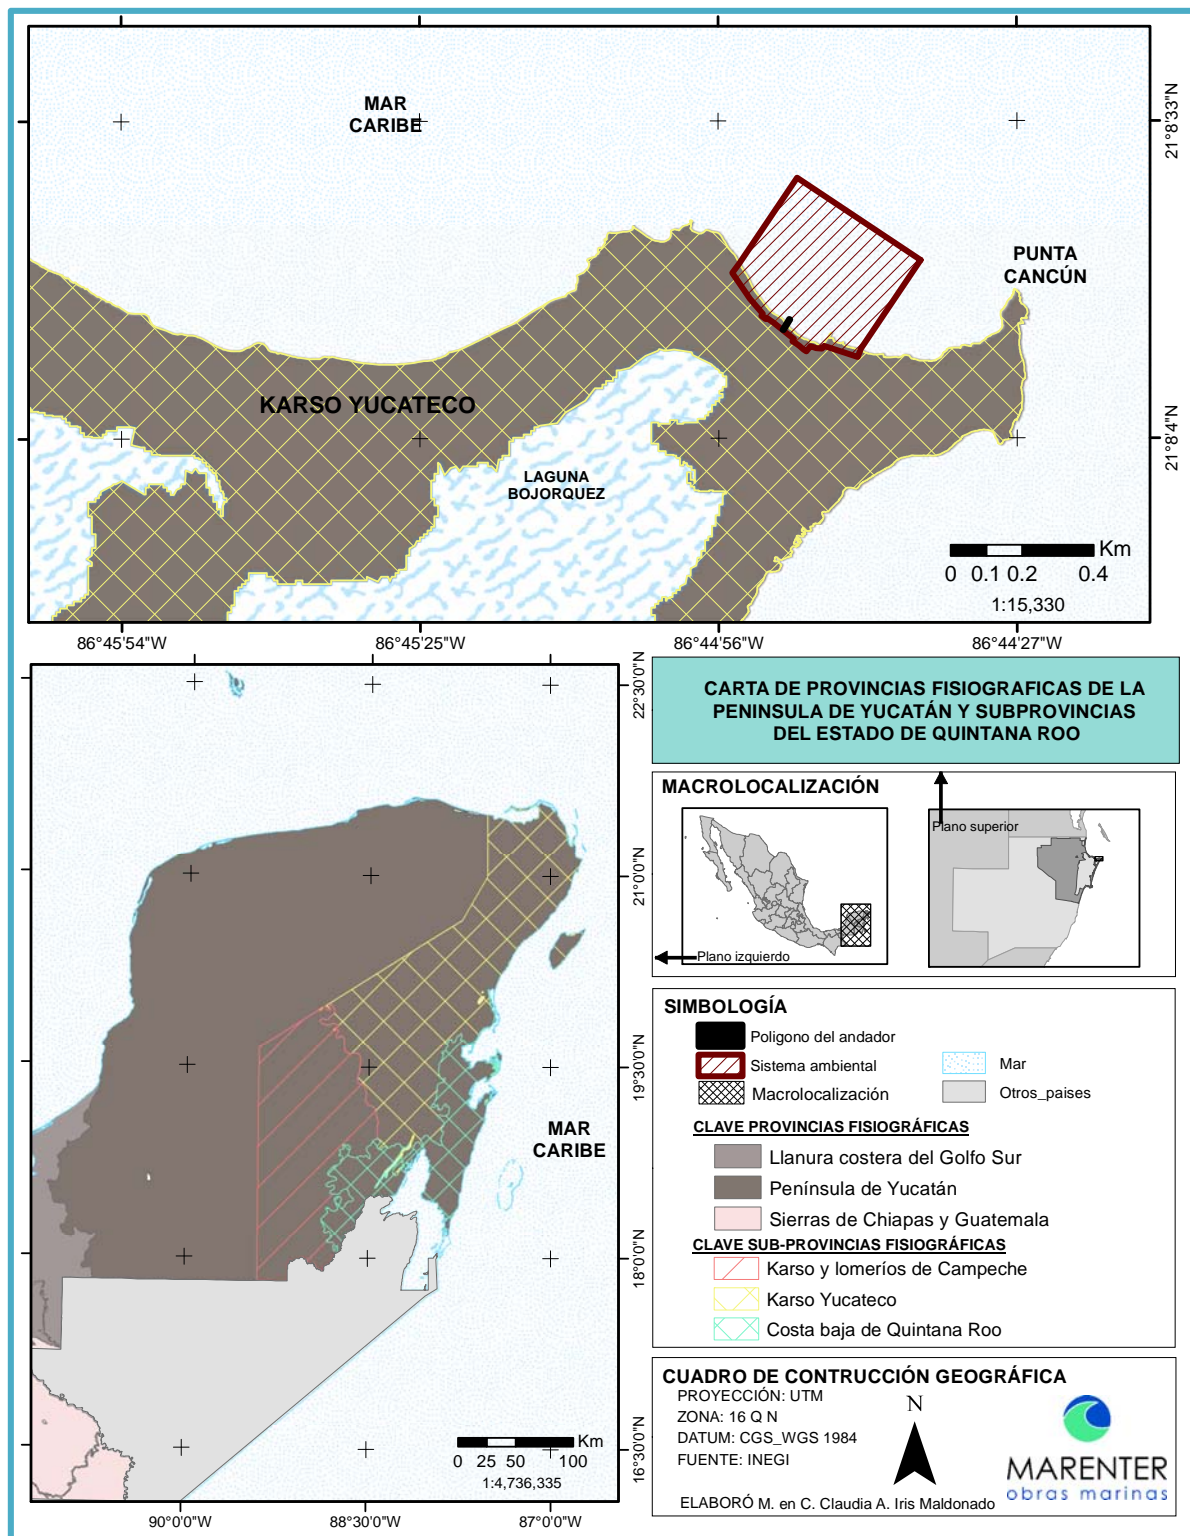 MAR
CARIBE
21°8'33"N
PUNTA
CANCÚN
KARSO YUCATECO
21°8'4"N
LAGUNA
BOJORQUEZ
Km
0 0.1 0.2 0.4
1:15,330
86°45'54"W 86°45'25"W 86°44'56"W 86°44'27"W
22°30'0"N
21°0'0"N
19°30'0"N
MAR
CARIBE
18°0'0"N
16°30'0"N
Km
0 25 50 100
1:4,736,335
90°0'0"W 88°30'0"W 87°0'0"W
CARTA DE PROVINCIAS FISIOGRAFICAS DE LA
PENINSULA DE YUCATÁN Y SUBPROVINCIAS
DEL ESTADO DE QUINTANA ROO
MACROLOCALIZACIÓN
Plano superior
Plano izquierdo
SIMBOLOGÍA
Poligono del andador
Sistema ambiental
Mar
Macrolocalización
Otros_paises
CLAVE PROVINCIAS FISIOGRÁFICAS
Llanura costera del Golfo Sur
Península de Yucatán
Sierras de Chiapas y Guatemala
CLAVE SUB-PROVINCIAS FISIOGRÁFICAS
Karso y lomeríos de Campeche
Karso Yucateco
Costa baja de Quintana Roo
CUADRO DE CONTRUCCIÓN GEOGRÁFICA
PROYECCIÓN: UTM
ZONA: 16 Q N
DATUM: CGS_WGS 1984
FUENTE: INEGI
N
MARENTER
obras marinas
ELABORÓ M. en C. Claudia A. Iris Maldonado